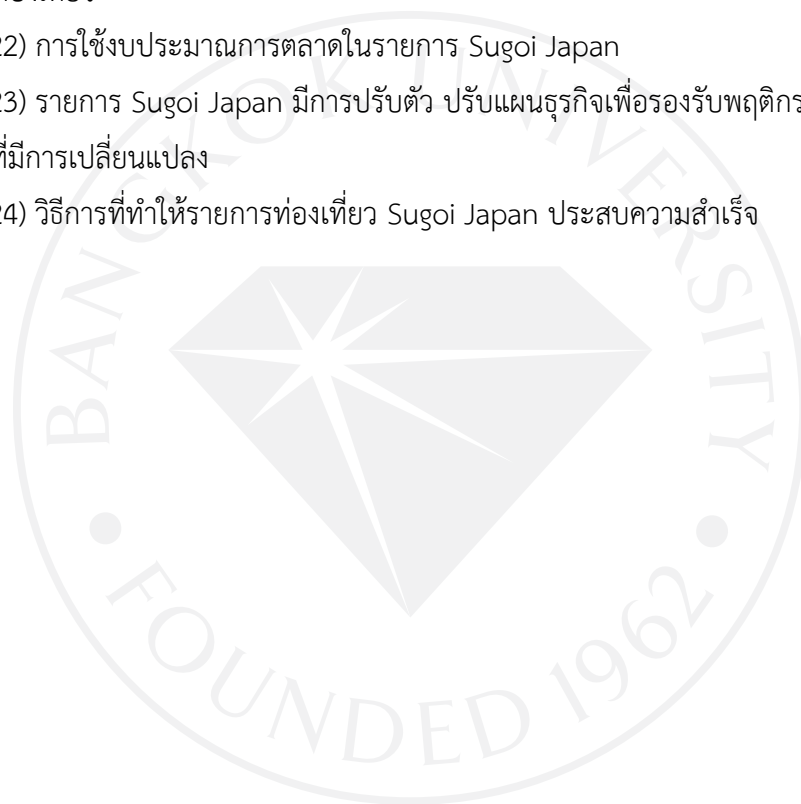 22) การใช้งบประมาณการตลาดในรายการ Sugoi Japan
23) รายการ Sugoi Japan มีการปรับตัว ปรับแผนธุรกิจเพื่อรองรับพฤติกร
ที่มีการเปลี่ยนแปลง
24) วิธีการที่ทำให้รายการท่องเที่ยว Sugoi Japan ประสบความสำเร็จ
BANGKOK UNIVERSITY
FOUNDED 1962